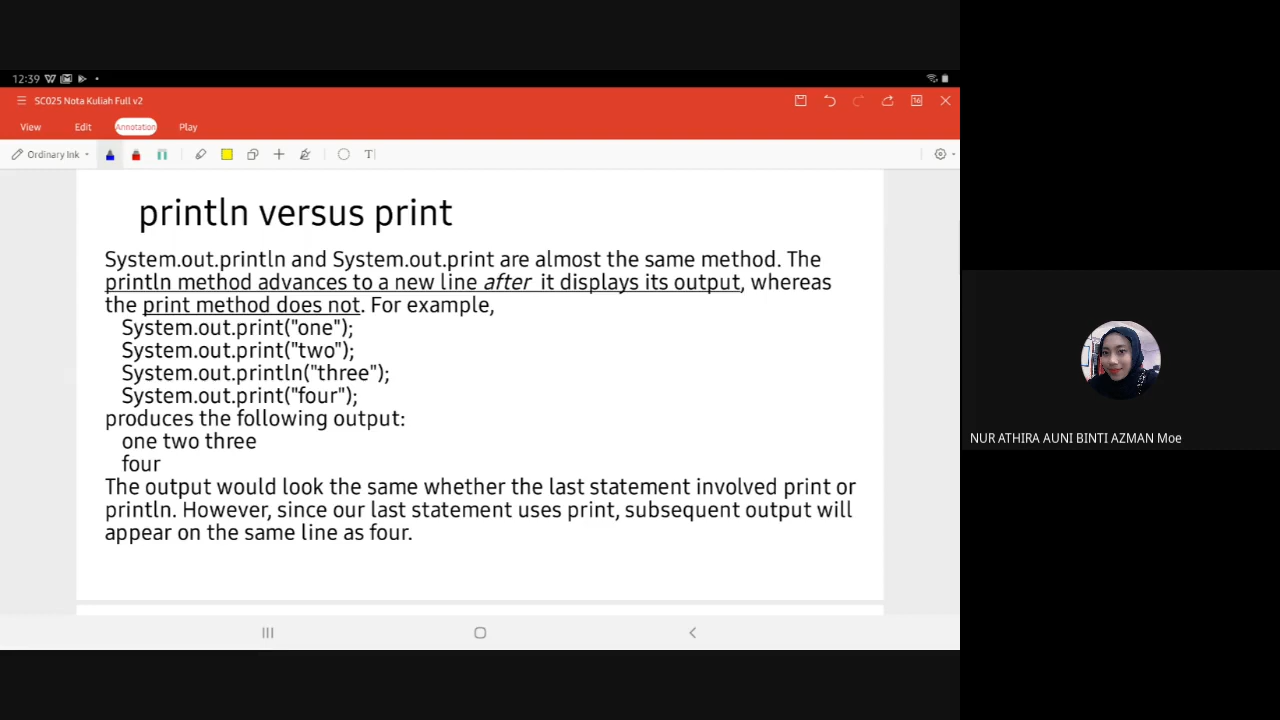 12:39
SC025 Nota Kuliah Full v2
16
View Edit Annotation Play
Ordinary Ink
T
println versus print
System.out.println and System.out.print are almost the same method. The
println method advances to a new line after it displays its output, whereas
the print method does not. For example,
System.out.print("one");
System.out.print("two");
System.out.println("three");
System.out.print("four");
produces the following output:
one two three
four
The output would look the same whether the last statement involved print or
println. However, since our last statement uses print, subsequent output will
appear on the same line as four.
NUR ATHIRA AUNI BINTI AZMAN Moe